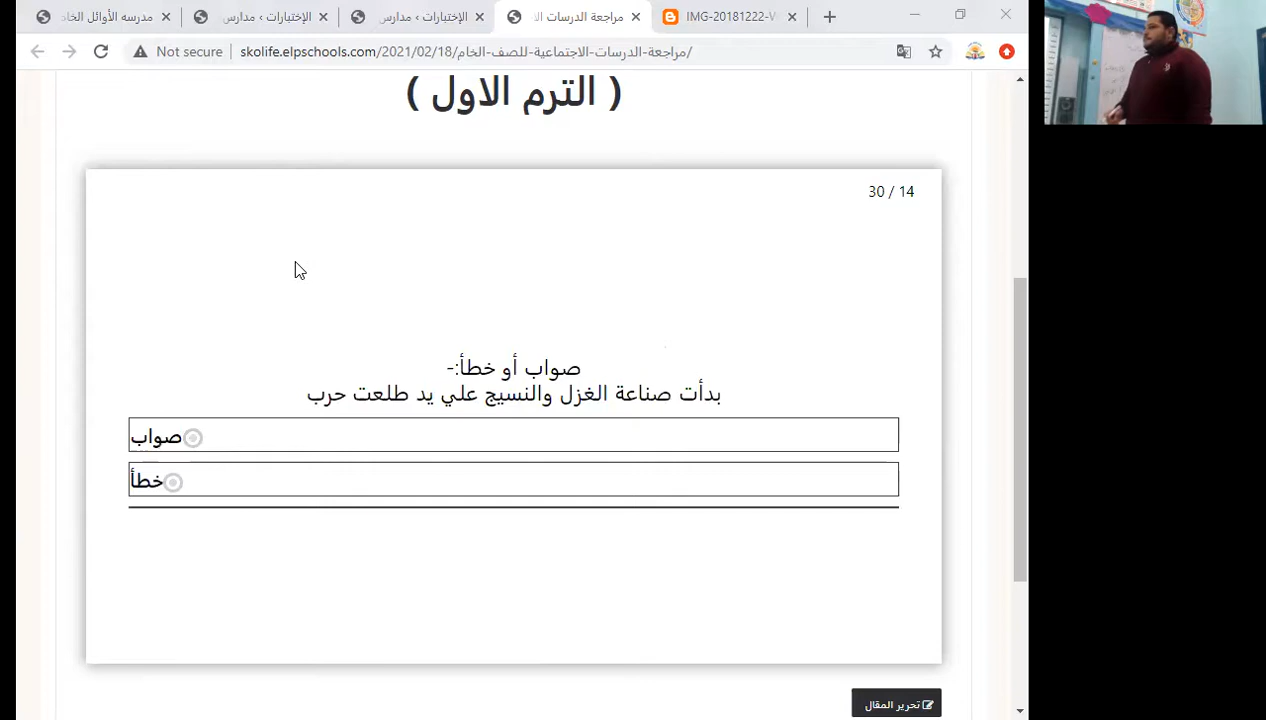 مدرسه الأوائل الخا
الإختبارات › مدارس
الإختبارات › مدارس
مراجعة الدرسات الا
IMG-20181222-W
Not secure
skolife.elpschools.com/2021/02/18/مراجعة-الدرسات-الاجتماعية-للصف-الخام/
( الترم الاول )
30 / 14
صواب أو خطأ:-
بدأت صناعة الغزل والنسيج علي يد طلعت حرب
صواب
خطأ
تحرير المقال